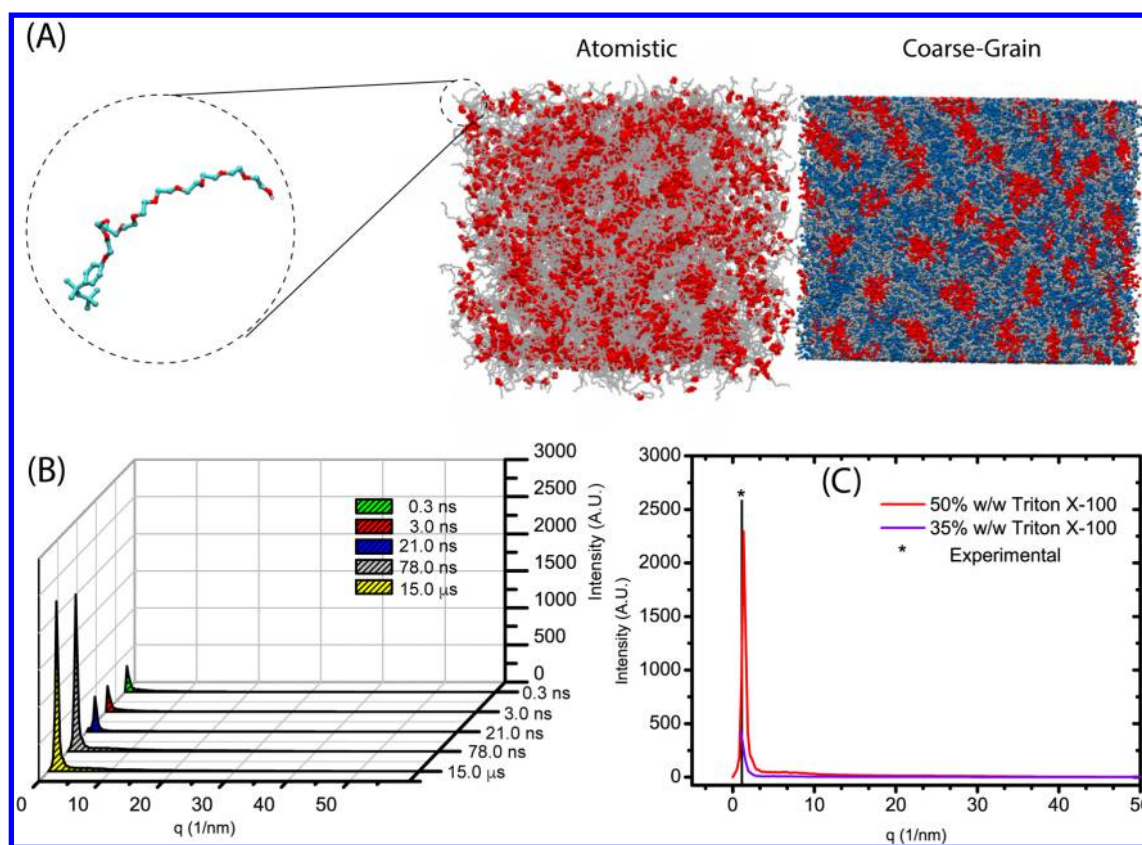 (A)
Atomistic
Coarse-Grain
(B)
3000
2500
2000
1500
1000
500
0
Intensity (A.U.)
0.3 ns
3.0 ns
21.0 ns
78.0 ns
15.0 μs
0.3 ns
3.0 ns
21.0 ns
78.0 ns
15.0 μs
0 10 20 30 40 50
q (1/nm)
(C)
3000
2500
2000
1500
1000
500
0
Intensity (A.U.)
*
50% w/w Triton X-100
35% w/w Triton X-100
* Experimental
0 10 20 30 40 50
q (1/nm)